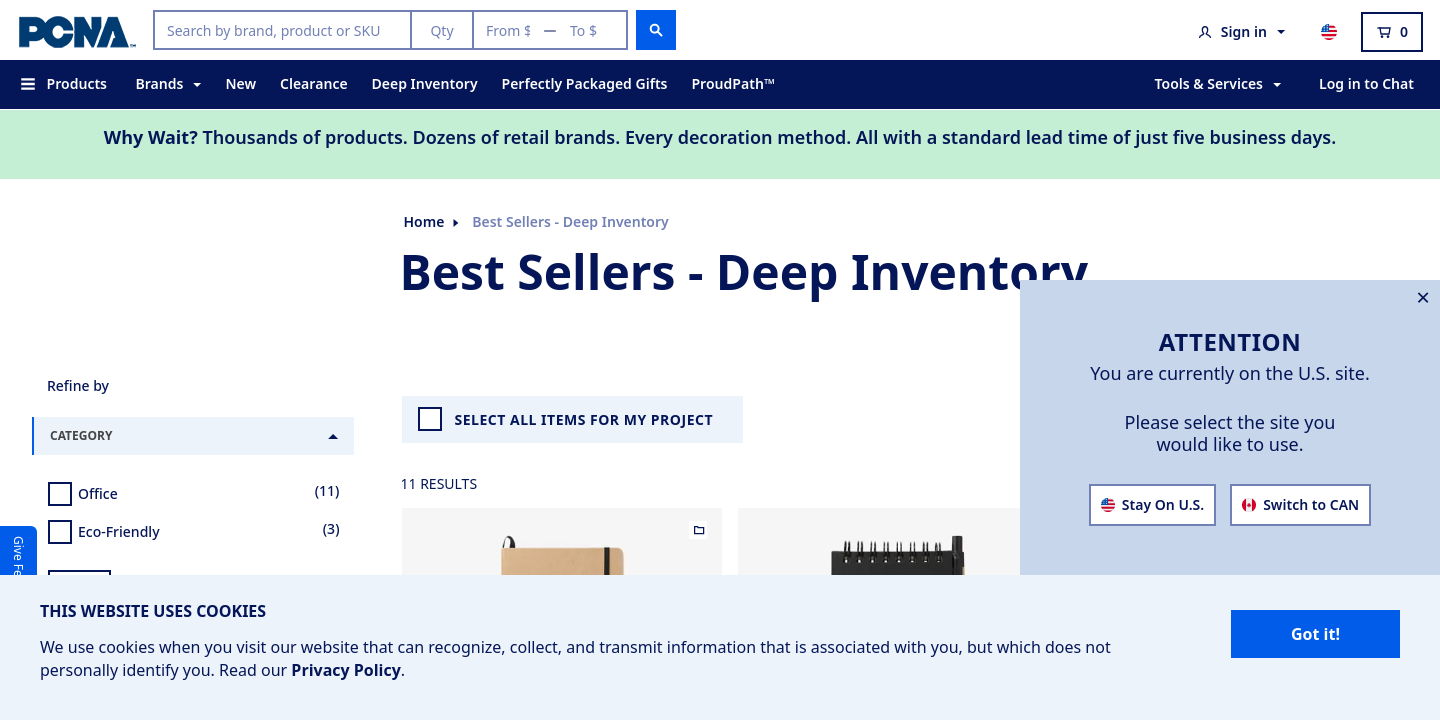 PCNA™
Search by brand, product or SKU
Qty
From $
To $
Sign in
0
Products
Brands
New
Clearance
Deep Inventory
Perfectly Packaged Gifts
ProudPath™
Tools & Services
Log in to Chat
Why Wait? Thousands of products. Dozens of retail brands. Every decoration method. All with a standard lead time of just five business days.
Home
Best Sellers - Deep Inventory
Best Sellers - Deep Inventory
ATTENTION
You are currently on the U.S. site.
Please select the site you
would like to use.
Stay On U.S.
Switch to CAN
Refine by
CATEGORY
Office
(11)
Eco-Friendly
(3)
SELECT ALL ITEMS FOR MY PROJECT
11 RESULTS
Give Fe
THIS WEBSITE USES COOKIES
We use cookies when you visit our website that can recognize, collect, and transmit information that is associated with you, but which does not
personally identify you. Read our Privacy Policy.
Got it!